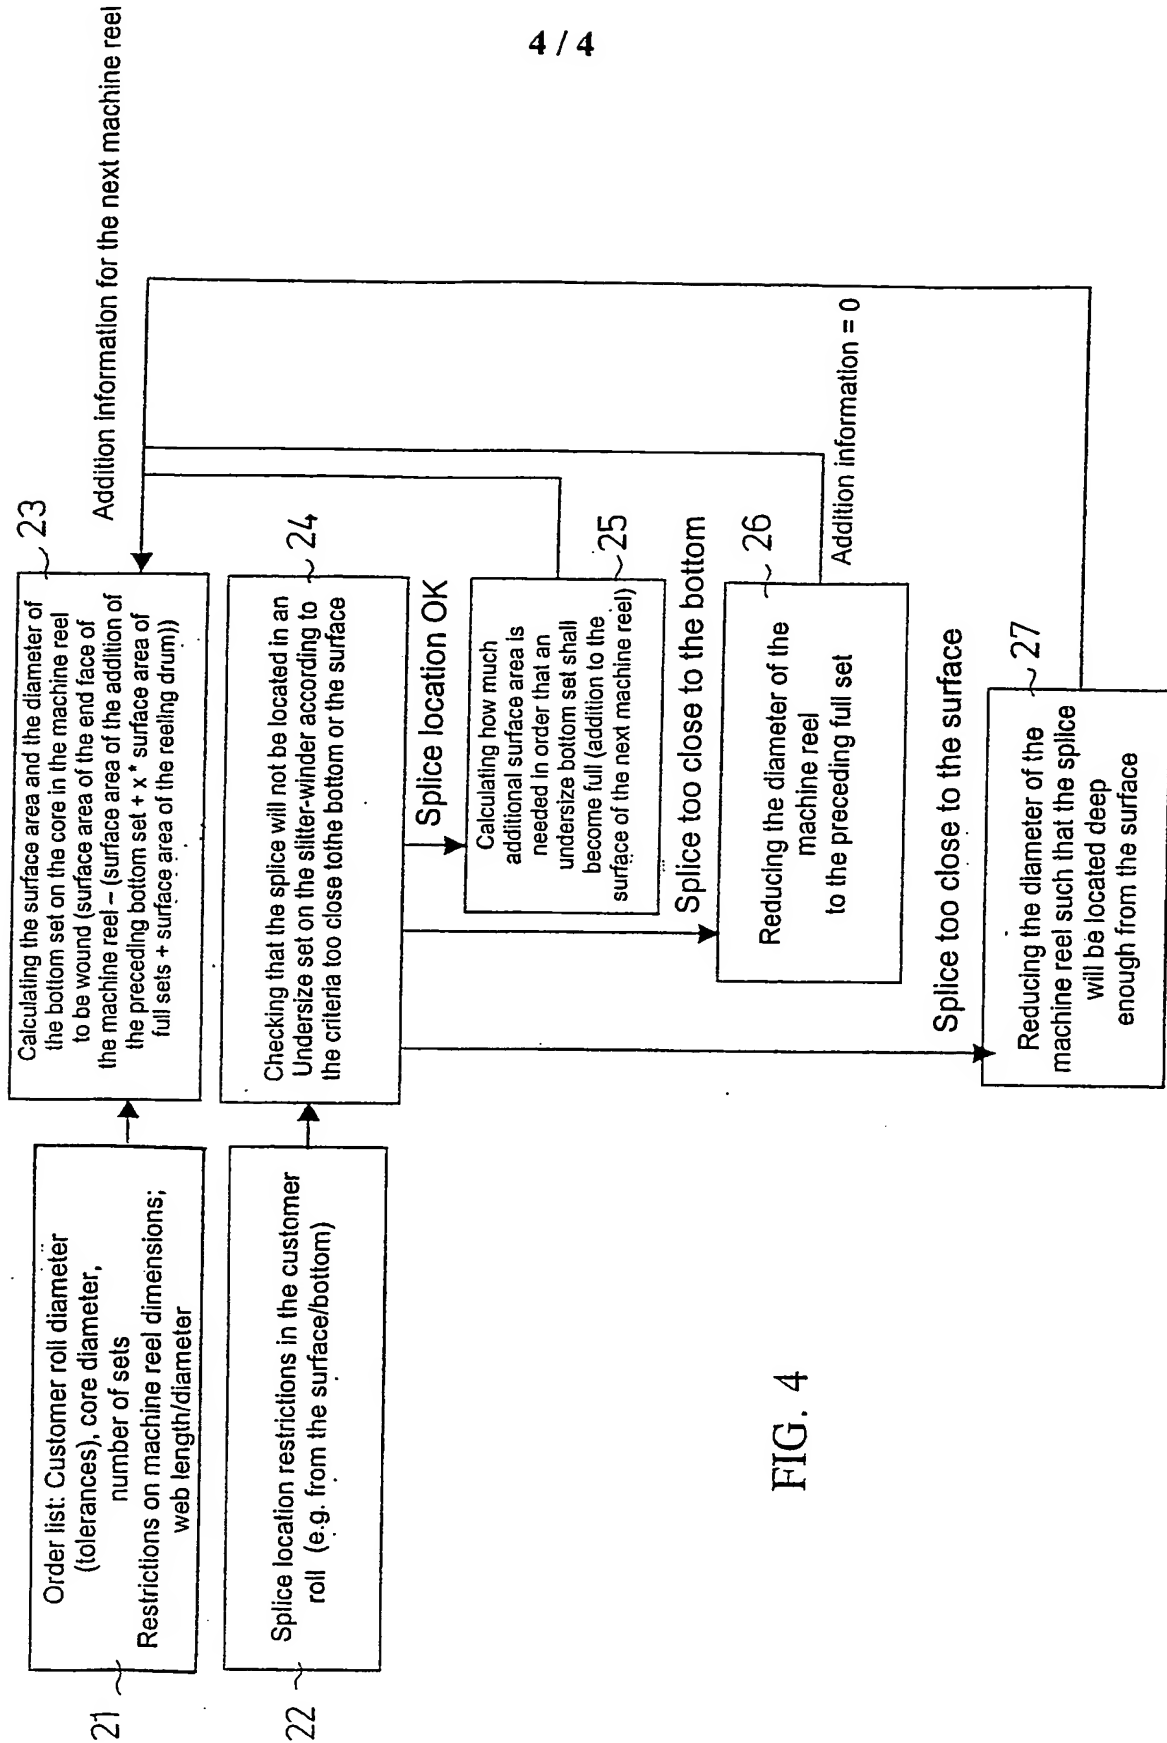 4 / 4
Order list: Customer roll diameter
(tolerances), core diameter,
number of sets
Restrictions on machine reel dimensions;
web length/diameter
21
Splice location restrictions in the customer
roll (e.g. from the surface/bottom)
22
Calculating the surface area and the diameter of
the bottom set on the core in the machine reel
to be wound (surface area of the end face of
the machine reel – (surface area of the addition of
the preceding bottom set + x * surface area of
full sets + surface area of the reeling drum))
23
Addition information for the next machine reel
Checking that the splice will not be located in an
Undersize set on the slitter-winder according to
the criteria too close tothe bottom or the surface
24
Splice location OK
Calculating how much
additional surface area is
needed in order that an
undersize bottom set shall
become full (addition to the
surface of the next machine reel)
25
Splice too close to the bottom
Reducing the diameter of the
machine reel
to the preceding full set
26
Addition information = 0
Splice too close to the surface
Reducing the diameter of the
machine reel such that the splice
will be located deep
enough from the surface
27
FIG. 4